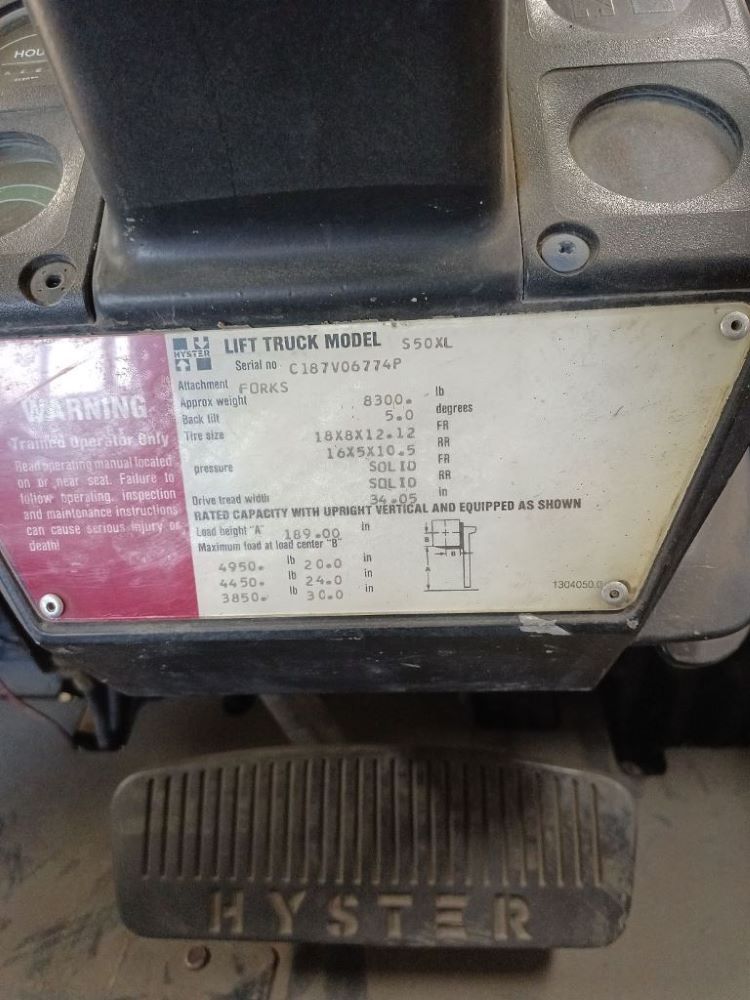 HYSTER
LIFT TRUCK MODEL S50XL
Serial no C187V06774P
Attachment FORKS
Approx weight 8300. lb
Back tilt 5.0 degrees
Tire size 18X8X12.12 FR
16X5X10.5 RR
pressure SOLID FR
SOLID RR
Drive tread width 34.05 in
RATED CAPACITY WITH UPRIGHT VERTICAL AND EQUIPPED AS SHOWN
Load height "A" 189.00 in
Maximum load at load center "B"
4950. lb 20.0 in
4450. lb 24.0 in
3850. lb 30.0 in
B
B
A
WARNING
Trained Operator Only
Read operating manual located
on or near seat. Failure to
follow operating, inspection
and maintenance instructions
can cause serious injury or
death!
HYSTER